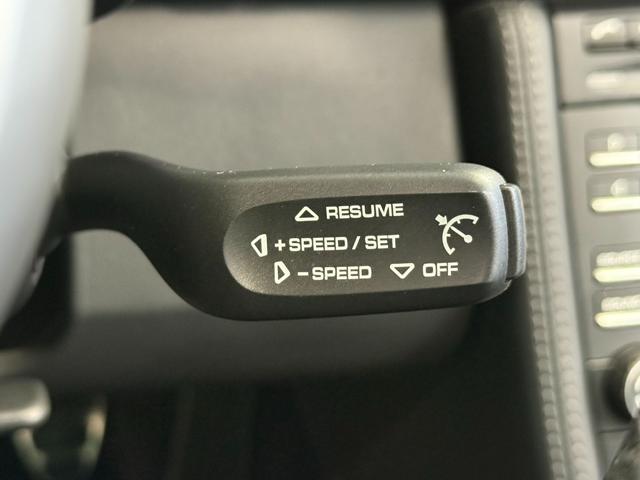 △ RESUME
◁ + SPEED / SET
▷ - SPEED ▽ OFF